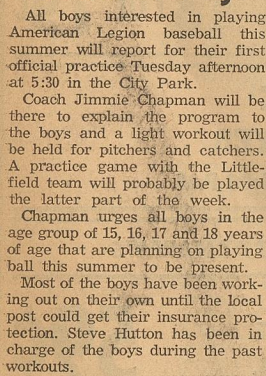 All boys interested in playing
American Legion baseball this
summer will report for their first
official practice Tuesday afternoon
at 5:30 in the City Park.
Coach Jimmie Chapman will be
there to explain the program to
the boys and a light workout will
be held for pitchers and catchers.
A practice game with the Little-
field team will probably be played
the latter part of the week.
Chapman urges all boys in the
age group of 15, 16, 17 and 18 years
of age that are planning on playing
ball this summer to be present.
Most of the boys have been work-
ing out on their own until the local
post could get their insurance pro-
tection. Steve Hutton has been in
charge of the boys during the past
workouts.